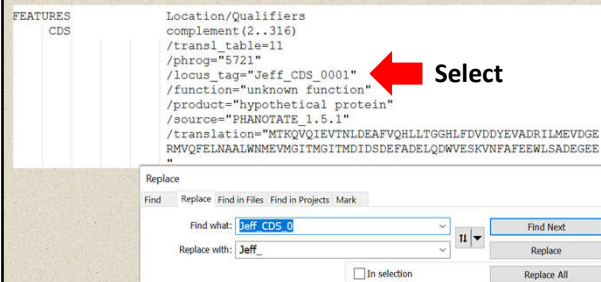 FEATURES Location/Qualifiers
CDS complement(2..316)
/transl_table=11
/phrog="5721"
/locus_tag="Jeff_CDS_0001"
Select
/function="unknown function"
/product="hypothetical protein"
/source="PHANOTATE_1.5.1"
/translation="MTKQVQIEVTNLDEAFVQHLLTGGHLFDVDDYEVADRILMEVDGE
RMVQFELNAALWNMEVMGITMGITMDIDSDEFADELQDWVESKVNFAFEEWLSADEGEE
"
Replace
Find Replace Find in Files Find in Projects Mark
Find what: Jeff_CDS_0 Find Next
Replace with: Jeff_ Replace
In selection Replace All